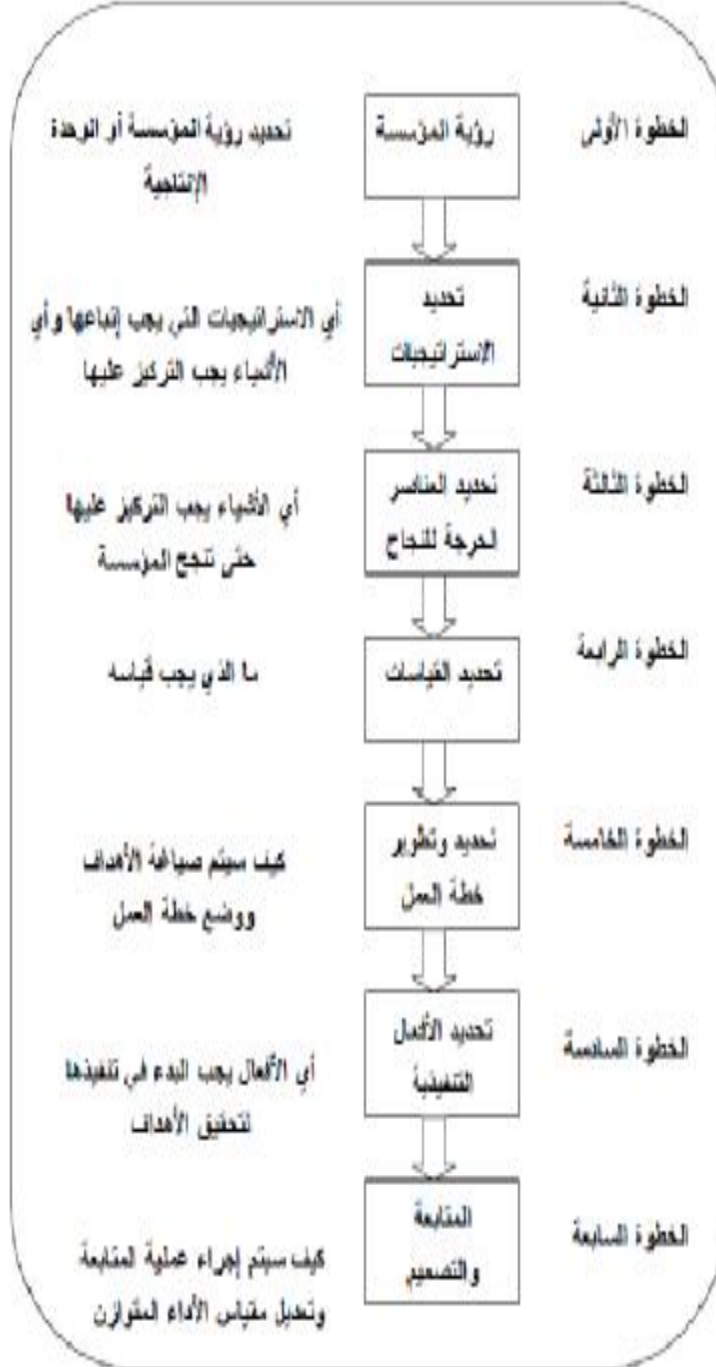 الخطوة الأولى
رؤية المؤسسة
تحديد رؤية المؤسسة أو الوحدة
الإنتاجية
الخطوة الثانية
تحديد
الإستراتيجيات
أي الاستراتيجيات التي يجب إتباعها وأي
الأشياء يجب التركيز عليها
الخطوة الثالثة
تحديد العناصر
الحرجة للنجاح
أي الأشياء يجب التركيز عليها
حتى تنجح المؤسسة
الخطوة الرابعة
تحديد القياسات
ما الذي يجب قياسه
الخطوة الخامسة
تحديد وتطوير
خطة العمل
كيف سيتم صياغة الأهداف
ووضع خطة العمل
الخطوة السادسة
تحديد الأفعال
التنفيذية
أي الأفعال يجب البدء في تنفيذها
لتحقيق الأهداف
الخطوة السابعة
المتابعة
والتصميم
كيف سيتم إجراء عملية المتابعة
وتعديل مقياس الأداء المتوازن